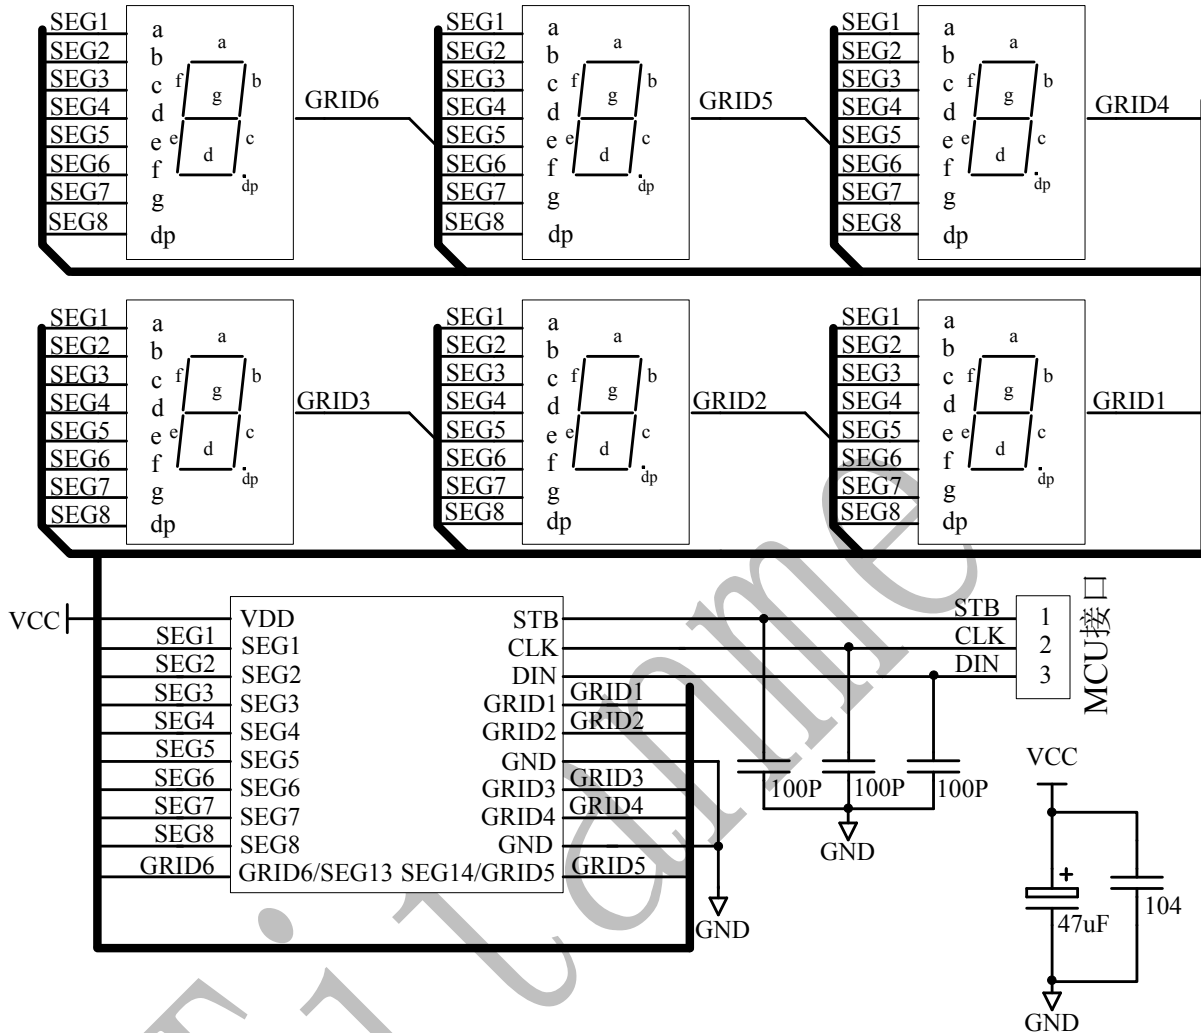 SEG1 a SEG1 a SEG1 a
SEG2 b a SEG2 b a SEG2 b a
SEG3 c f b SEG3 c f b SEG3 c f b
SEG4 d g GRID6 SEG4 d g GRID5 SEG4 d g GRID4
SEG5 e e c SEG5 e e c SEG5 e e c
SEG6 f d SEG6 f d SEG6 f d
SEG7 g dp SEG7 g dp SEG7 g dp
SEG8 dp SEG8 dp SEG8 dp
SEG1 a SEG1 a SEG1 a
SEG2 b a SEG2 b a SEG2 b a
SEG3 c f b SEG3 c f b SEG3 c f b
SEG4 d g GRID3 SEG4 d g GRID2 SEG4 d g GRID1
SEG5 e e c SEG5 e e c SEG5 e e c
SEG6 f d SEG6 f d SEG6 f d
SEG7 g dp SEG7 g dp SEG7 g dp
SEG8 dp SEG8 dp SEG8 dp
VCC VDD STB STB 1
SEG1 SEG1 CLK CLK 2
SEG2 SEG2 DIN DIN 3
MCU接口
SEG3 SEG3 GRID1 GRID1
SEG4 SEG4 GRID2 GRID2
SEG5 SEG5 GND
SEG6 SEG6 GRID3 GRID3
SEG7 SEG7 GRID4 GRID4
SEG8 SEG8 GND
GRID6 GRID6/SEG13 SEG14/GRID5 GRID5
GND
100P 100P 100P
GND
VCC
+
47uF 104
GND
Titanme